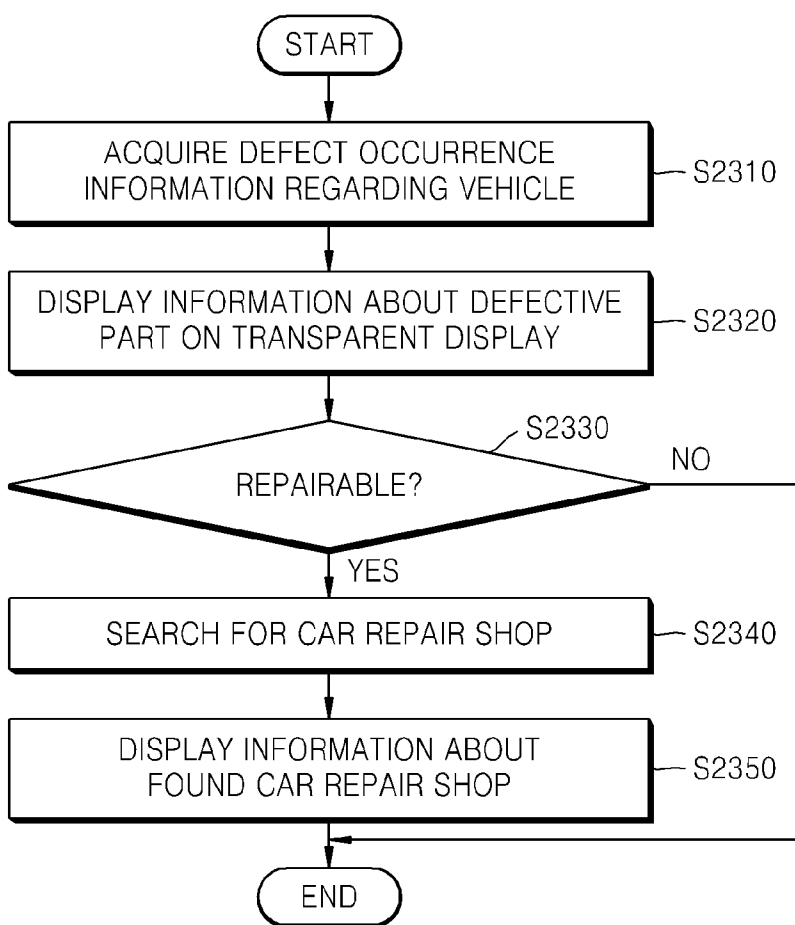 START
ACQUIRE DEFECT OCCURRENCE
INFORMATION REGARDING VEHICLE
S2310
DISPLAY INFORMATION ABOUT DEFECTIVE
PART ON TRANSPARENT DISPLAY
S2320
S2330
REPAIRABLE?
NO
YES
SEARCH FOR CAR REPAIR SHOP
S2340
DISPLAY INFORMATION ABOUT
FOUND CAR REPAIR SHOP
S2350
END